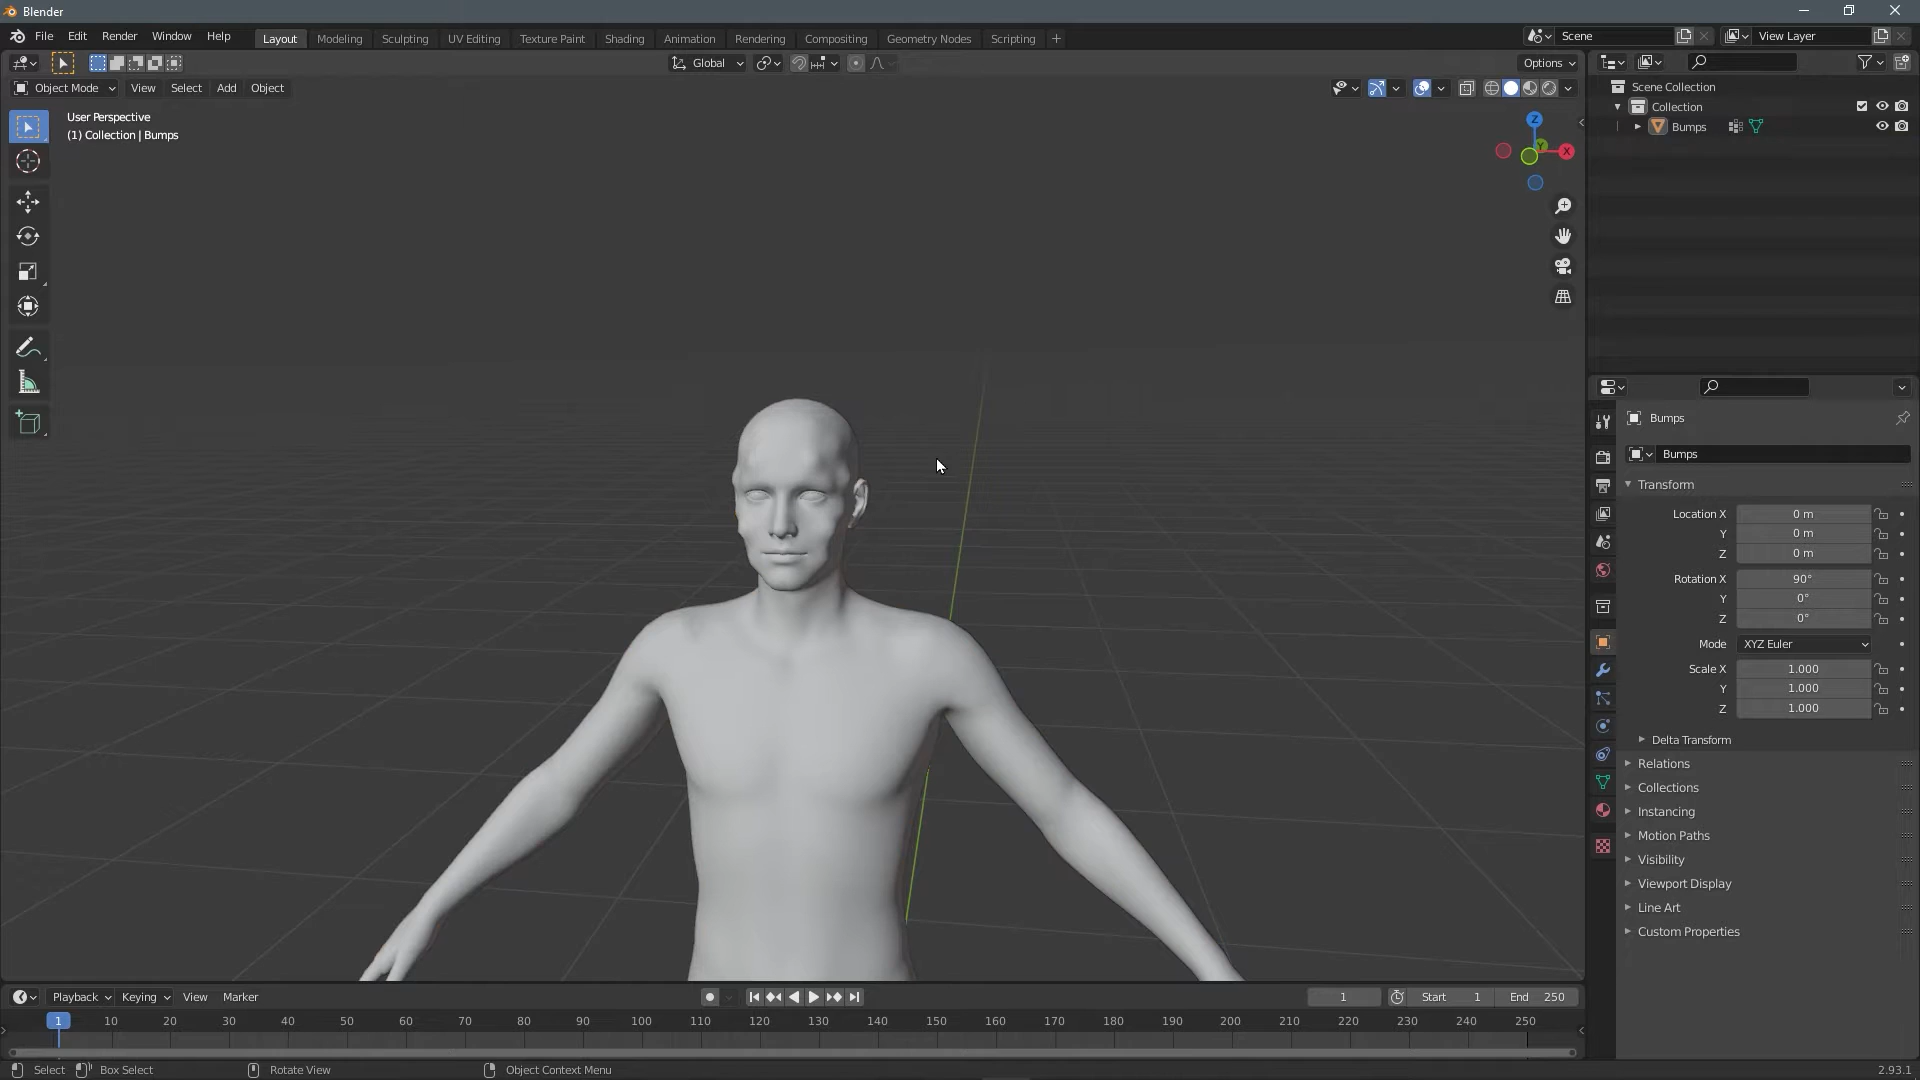 Blender
File Edit Render Window Help Layout Modeling Sculpting UV Editing Texture Paint Shading Animation Rendering Compositing Geometry Nodes Scripting + Scene View Layer
Global Options
Object Mode View Select Add Object
User Perspective
(1) Collection | Bumps
Z
Y
X
Scene Collection
Collection
Bumps
Bumps
Bumps
Transform
Location X 0 m
Y 0 m
Z 0 m
Rotation X 90°
Y 0°
Z 0°
Mode XYZ Euler
Scale X 1.000
Y 1.000
Z 1.000
Delta Transform
Relations
Collections
Instancing
Motion Paths
Visibility
Viewport Display
Line Art
Custom Properties
Playback Keying View Marker 1 Start 1 End 250
1 10 20 30 40 50 60 70 80 90 100 110 120 130 140 150 160 170 180 190 200 210 220 230 240 250
Select Box Select Rotate View Object Context Menu 2.93.1